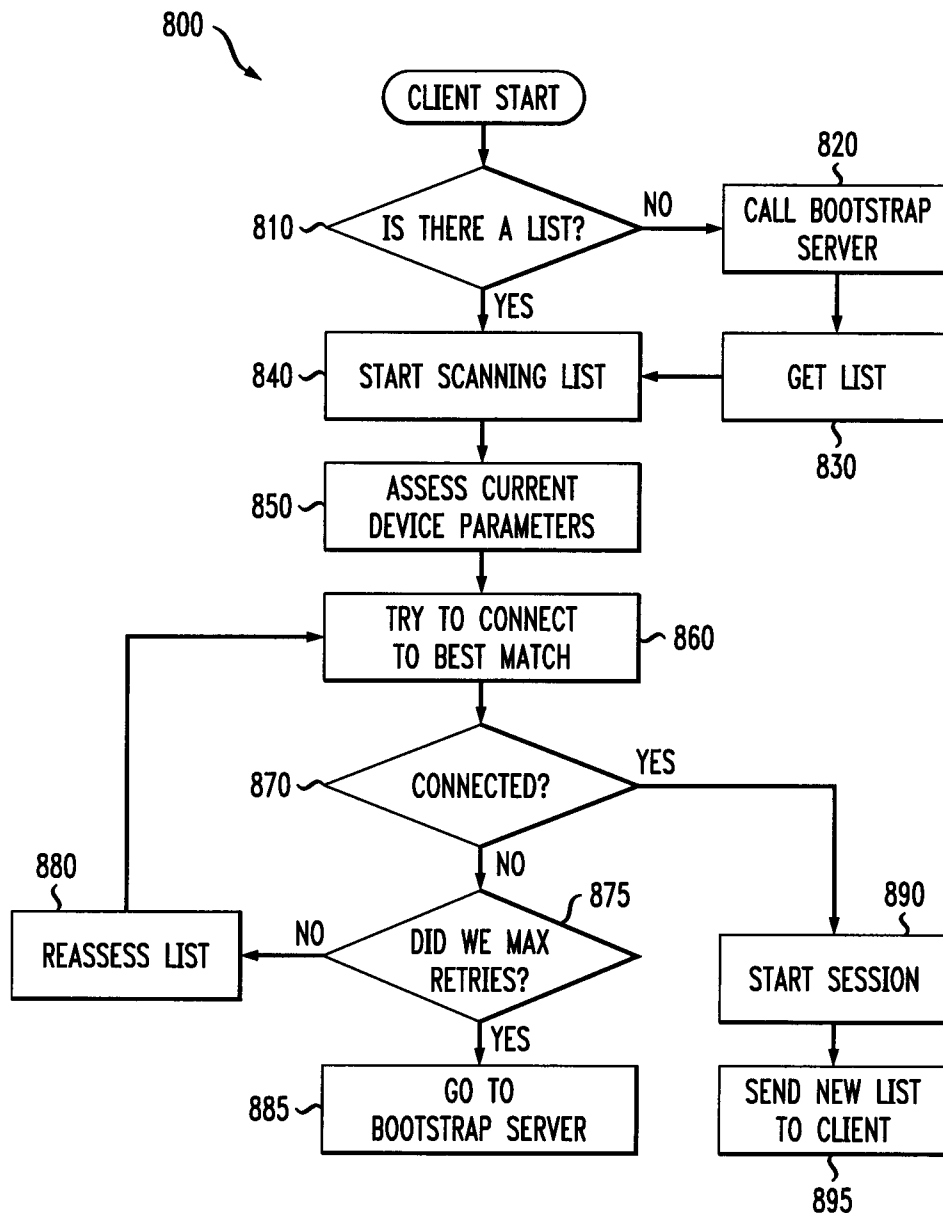 800
CLIENT START
820
810
IS THERE A LIST?
NO
CALL BOOTSTRAP
SERVER
YES
840
START SCANNING LIST
GET LIST
830
850
ASSESS CURRENT
DEVICE PARAMETERS
TRY TO CONNECT
TO BEST MATCH
860
870
CONNECTED?
YES
NO
880
875
890
REASSESS LIST
NO
DID WE MAX
RETRIES?
START SESSION
YES
885
GO TO
BOOTSTRAP SERVER
SEND NEW LIST
TO CLIENT
895